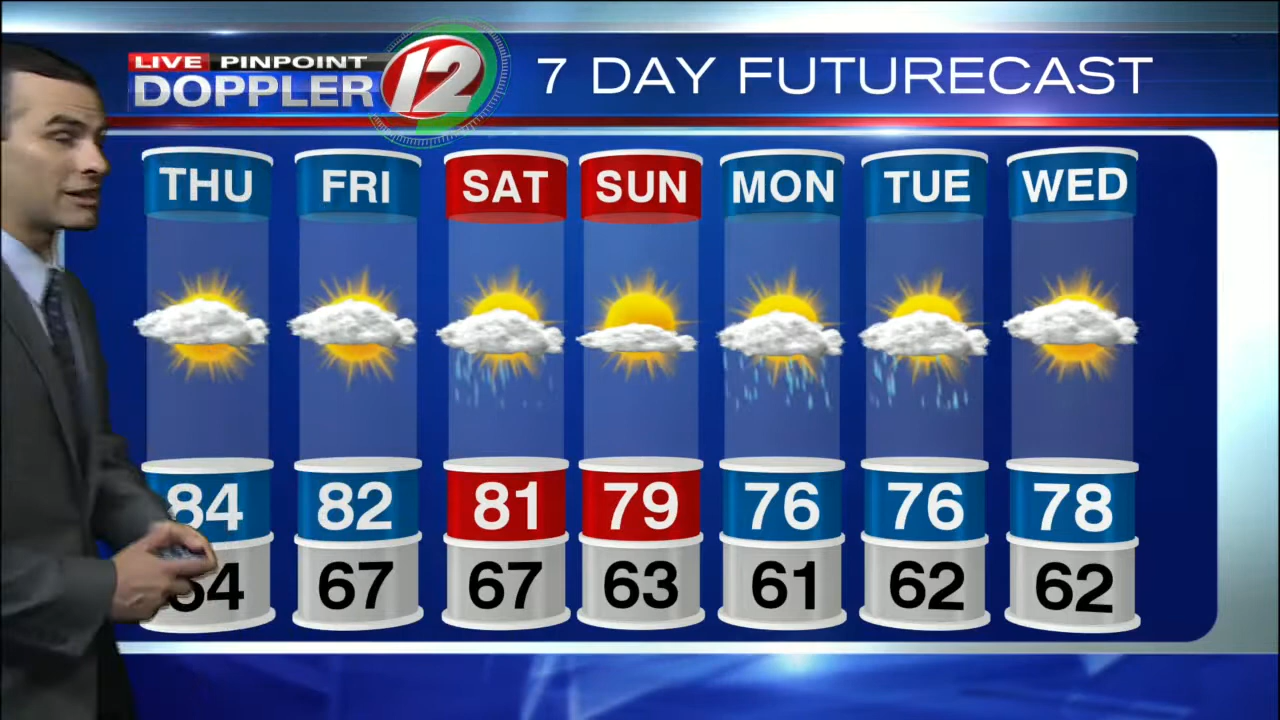 LIVE PINPOINT
DOPPLER 12
7 DAY FUTURECAST
THU FRI SAT SUN MON TUE WED
84 82 81 79 76 76 78
64 67 67 63 61 62 62